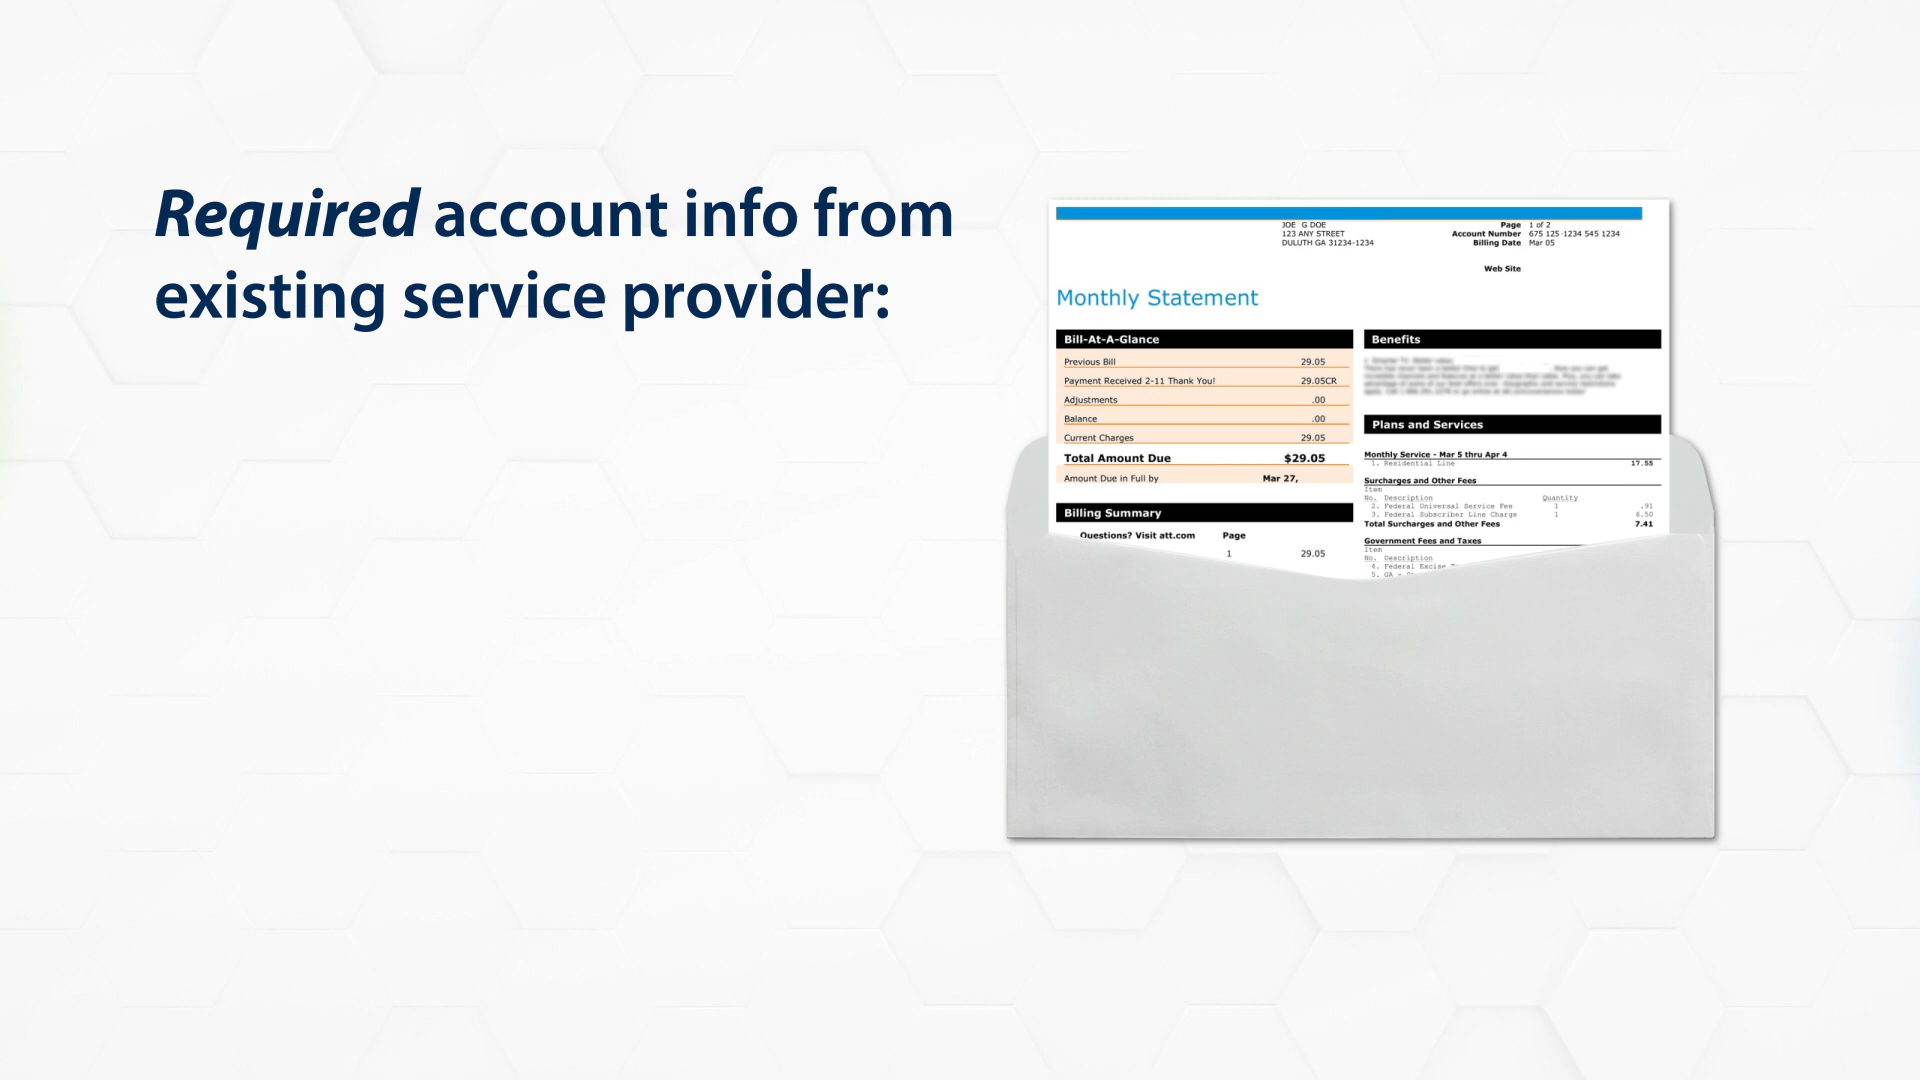 Required account info from
existing service provider:
JOE G DOE
123 ANY STREET
DULUTH GA 31234-1234
Page 1 of 2
Account Number 675 125-1234 545 1234
Billing Date Mar 05
Web Site
Monthly Statement
Bill-At-A-Glance
Previous Bill 29.05
Payment Received 2-11 Thank You! 29.05CR
Adjustments .00
Balance .00
Current Charges 29.05
Total Amount Due $29.05
Amount Due in Full by Mar 27,
Billing Summary
Questions? Visit att.com Page
1 29.05
Benefits
Plans and Services
Monthly Service - Mar 5 thru Apr 4
1. Residential Line 17.55
Surcharges and Other Fees
Item
No. Description Quantity
2. Federal Universal Service Fee 1 .91
3. Federal Subscriber Line Charge 1 6.50
Total Surcharges and Other Fees 7.41
Government Fees and Taxes
Item
No. Description
4. Federal Excise
5. GA -